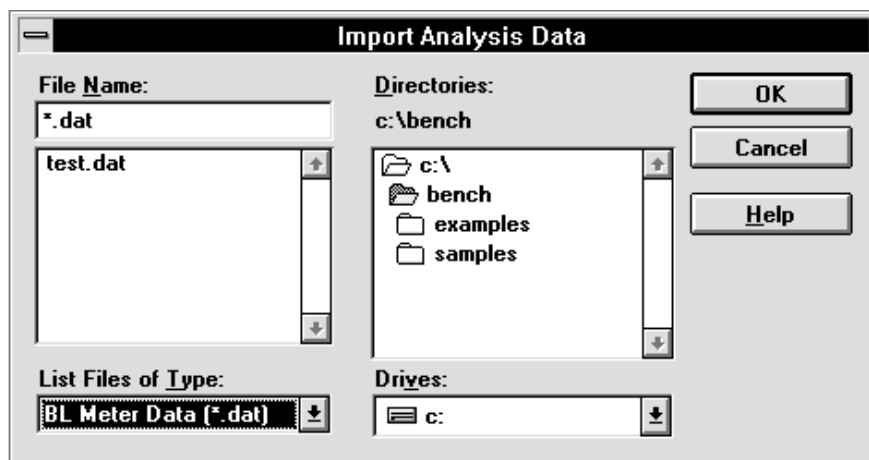 Import Analysis Data
File Name:
*.dat
test.dat
List Files of Type:
BL Meter Data (*.dat)
Directories:
c:\bench
c:\
bench
examples
samples
Drives:
c:
OK
Cancel
Help